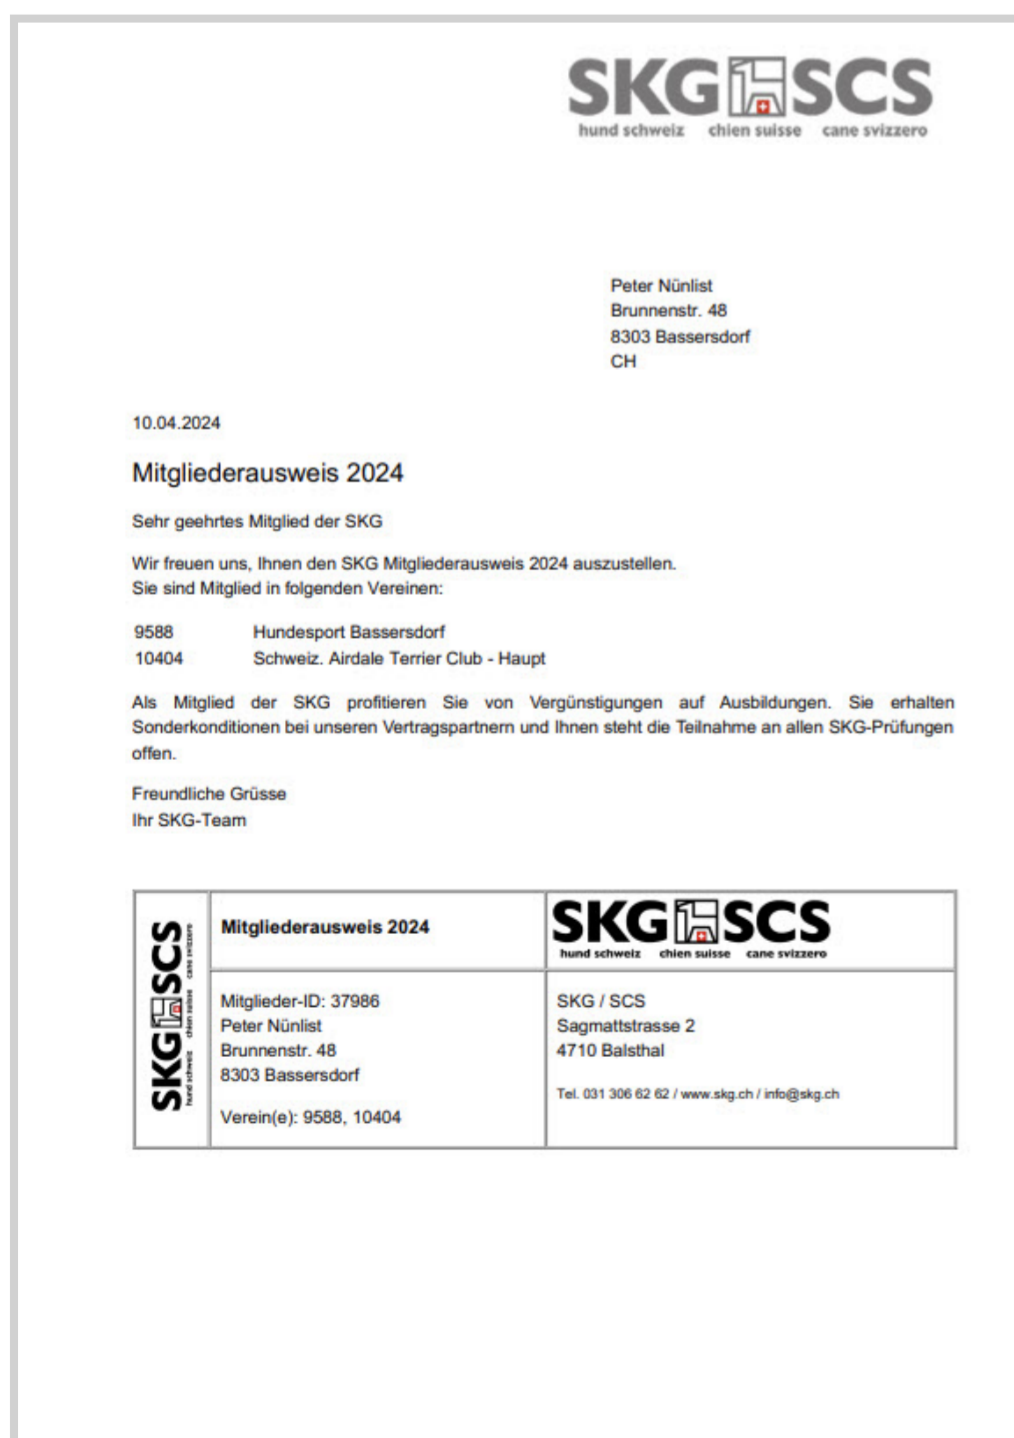 SKG SCS
hund schweiz chien suisse cane svizzero
Peter Nünlist
Brunnenstr. 48
8303 Bassersdorf
CH
10.04.2024
Mitgliederausweis 2024
Sehr geehrtes Mitglied der SKG
Wir freuen uns, Ihnen den SKG Mitgliederausweis 2024 auszustellen.
Sie sind Mitglied in folgenden Vereinen:
9588 Hundesport Bassersdorf
10404 Schweiz. Airdale Terrier Club - Haupt
Als Mitglied der SKG profitieren Sie von Vergünstigungen auf Ausbildungen. Sie erhalten
Sonderkonditionen bei unseren Vertragspartnern und Ihnen steht die Teilnahme an allen SKG-Prüfungen
offen.
Freundliche Grüsse
Ihr SKG-Team
SKG SCS
hund schweiz chien suisse cane svizzero
Mitgliederausweis 2024
SKG SCS
hund schweiz chien suisse cane svizzero
Mitglieder-ID: 37986
Peter Nünlist
Brunnenstr. 48
8303 Bassersdorf
Verein(e): 9588, 10404
SKG / SCS
Sagmattstrasse 2
4710 Balsthal
Tel. 031 306 62 62 / www.skg.ch / info@skg.ch